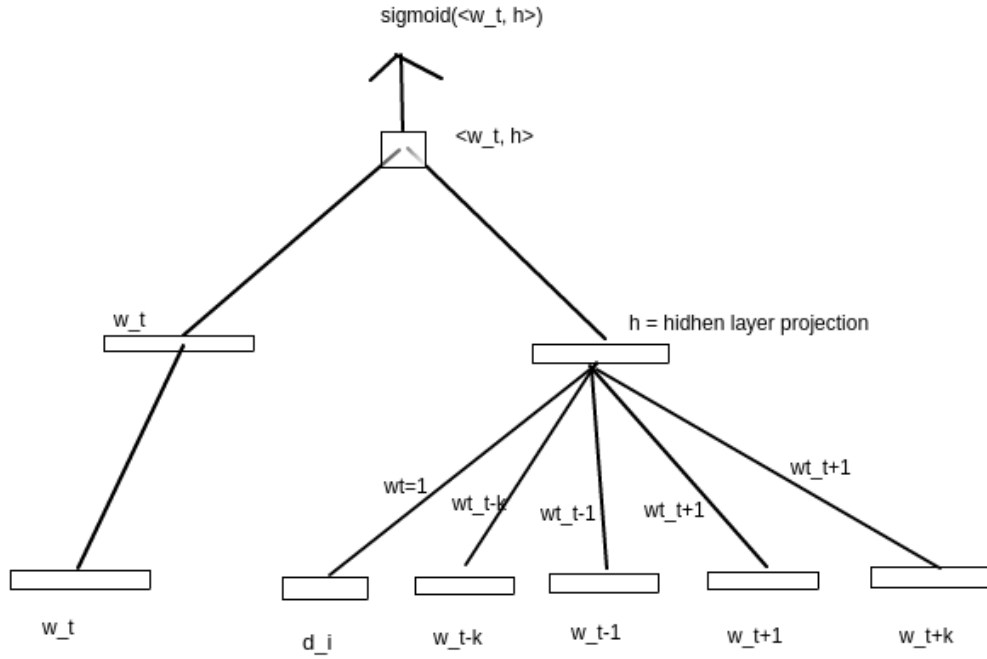 sigmoid(<w_t, h>)
<w_t, h>
w_t
h = hidhen layer projection
wt_t+1
wt=1
wt_t-k
wt_t-1
wt_t+1
w_t
d_i
w_t-k
w_t-1
w_t+1
w_t+k